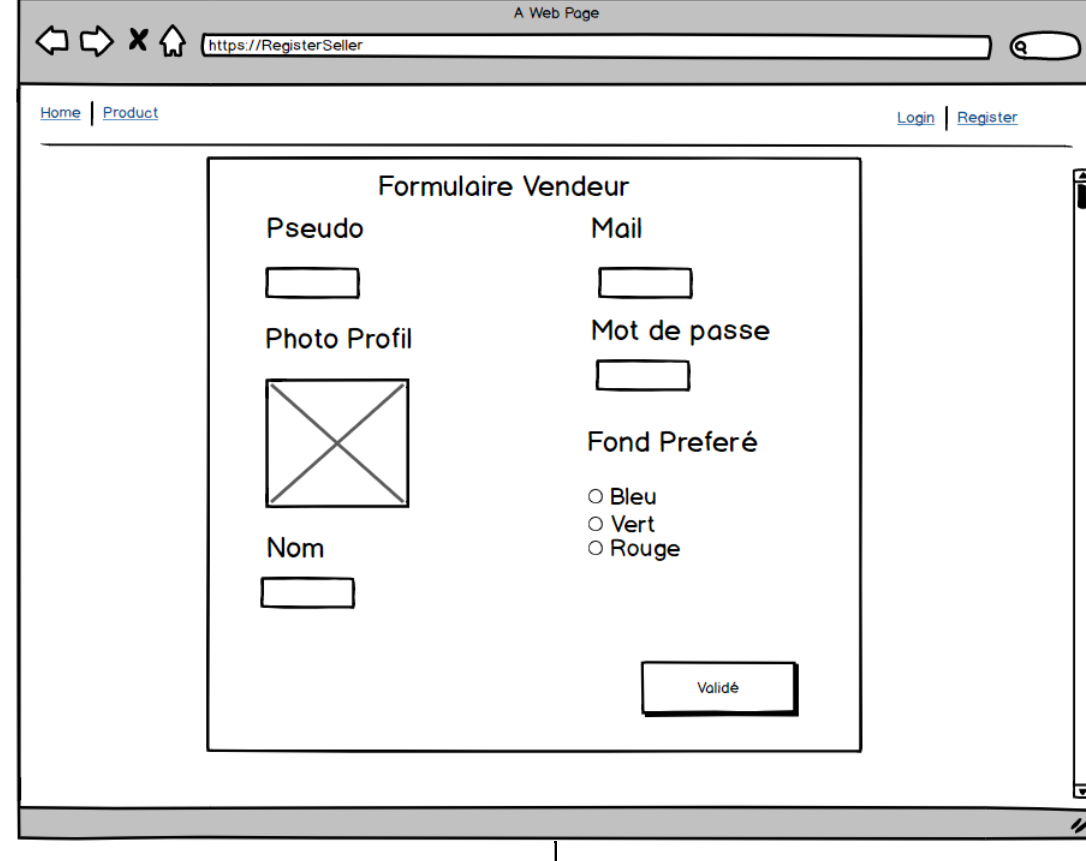 A Web Page
https://RegisterSeller
Home Product
Login Register
Formulaire Vendeur
Pseudo
Mail
Photo Profil
Mot de passe
Fond Preferé
Bleu
Vert
Rouge
Nom
Validé